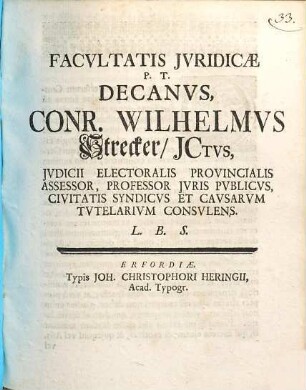 33.
FACVLTATIS JVRIDICÆ
P. T.
DECANVS,
CONR. WILHELMVS
Strecker/ JCTVS,
JVDICII ELECTORALIS PROVINCIALIS
ASSESSOR, PROFESSOR JVRIS PVBLICVS,
CIVITATIS SYNDICVS ET CAVSARVM
TVTELARIVM CONSVLENS.
L. B. S.
ERFORDIÆ,
Typis JOH. CHRISTOPHORI HERINGII,
Acad. Typogr.